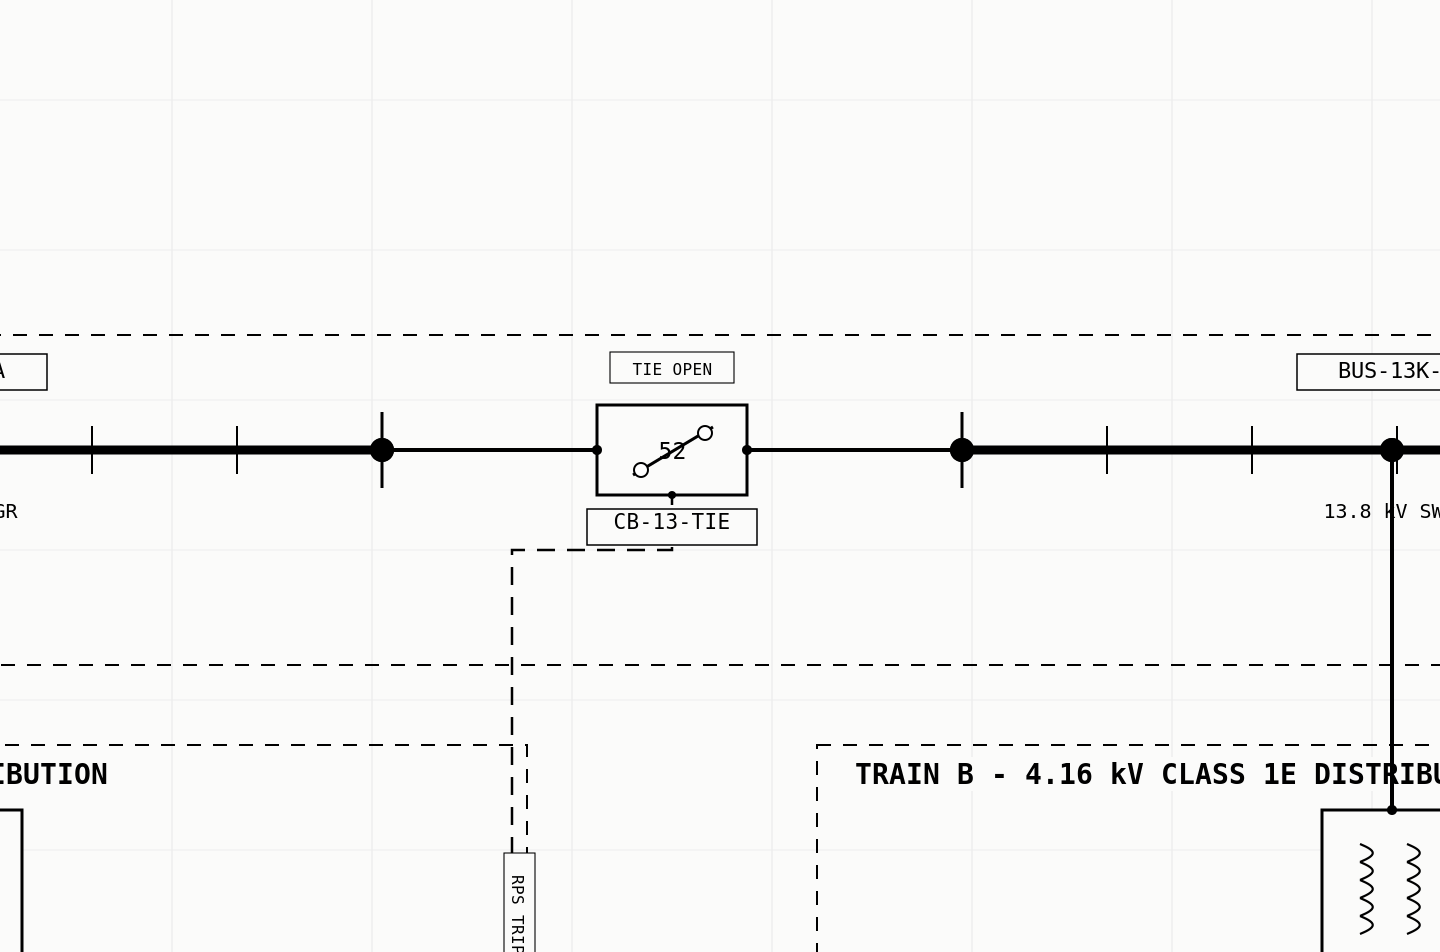 TIE OPEN
A
BUS-13K-
52
GR
13.8 kV SW
CB-13-TIE
IBUTION
TRAIN B - 4.16 kV CLASS 1E DISTRIBU
RPS TRIP